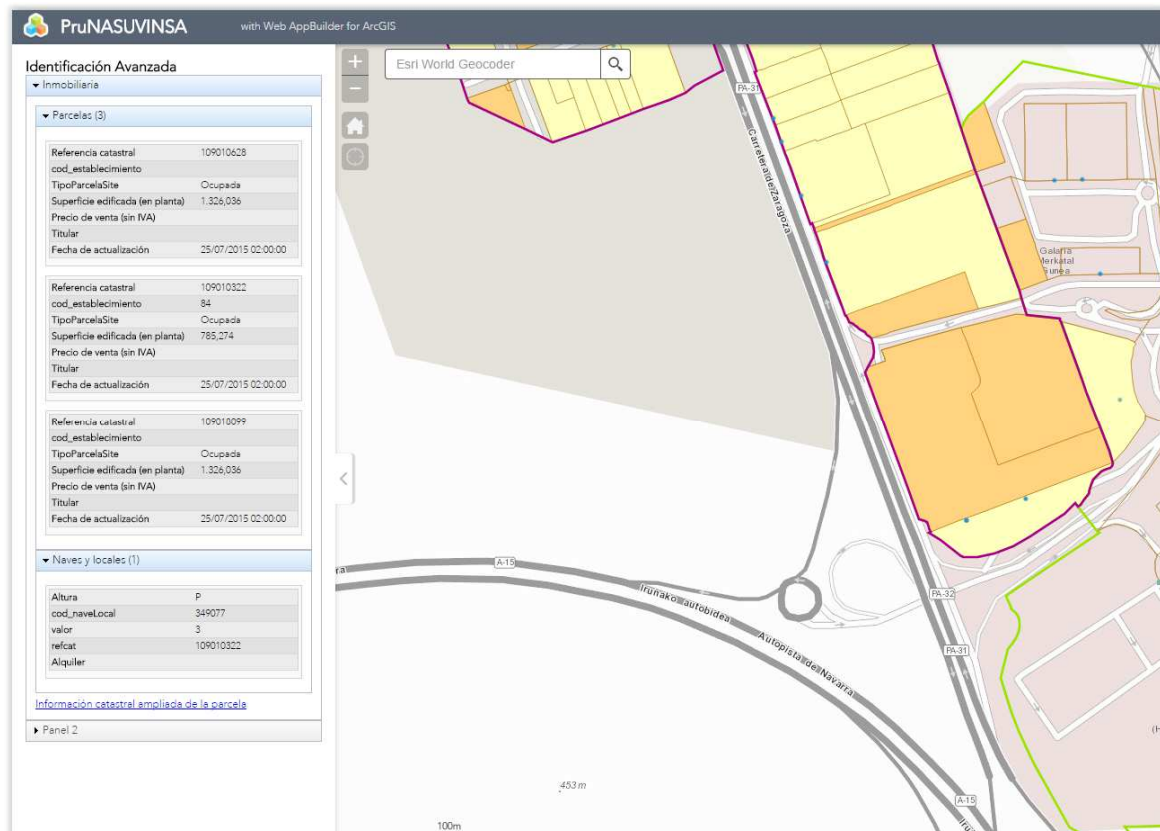 PruNASUVINSA with Web AppBuilder for ArcGIS
Identificación Avanzada
Inmobiliaria
Parcelas (3)
Referencia catastral 109010628
cod_establecimiento
TipoParcelaSite Ocupada
Superficie edificada (en planta) 1.326,036
Precio de venta (sin IVA)
Titular
Fecha de actualización 25/07/2015 02:00:00
Referencia catastral 109010322
cod_establecimiento 84
TipoParcelaSite Ocupada
Superficie edificada (en planta) 785,274
Precio de venta (sin IVA)
Titular
Fecha de actualización 25/07/2015 02:00:00
Referencia catastral 109018099
cod_establecimiento
TipoParcelaSite Ocupada
Superficie edificada (en planta) 1.326,036
Precio de venta (sin IVA)
Titular
Fecha de actualización 25/07/2015 02:00:00
Naves y locales (1)
Altura P
cod_naveLocal 349077
valor 3
refcat 109010322
Alquiler
Información catastral ampliada de la parcela
Panel 2
+
Esri World Geocoder
−
PA-31
Carretera de Zaragoza
Galaria
Merkatal
Gunea
ra
A-15
Irunako autobidea
Autopista de Navarra
PA-32
PA-31
(H
453 m
A-15
Iru
100m